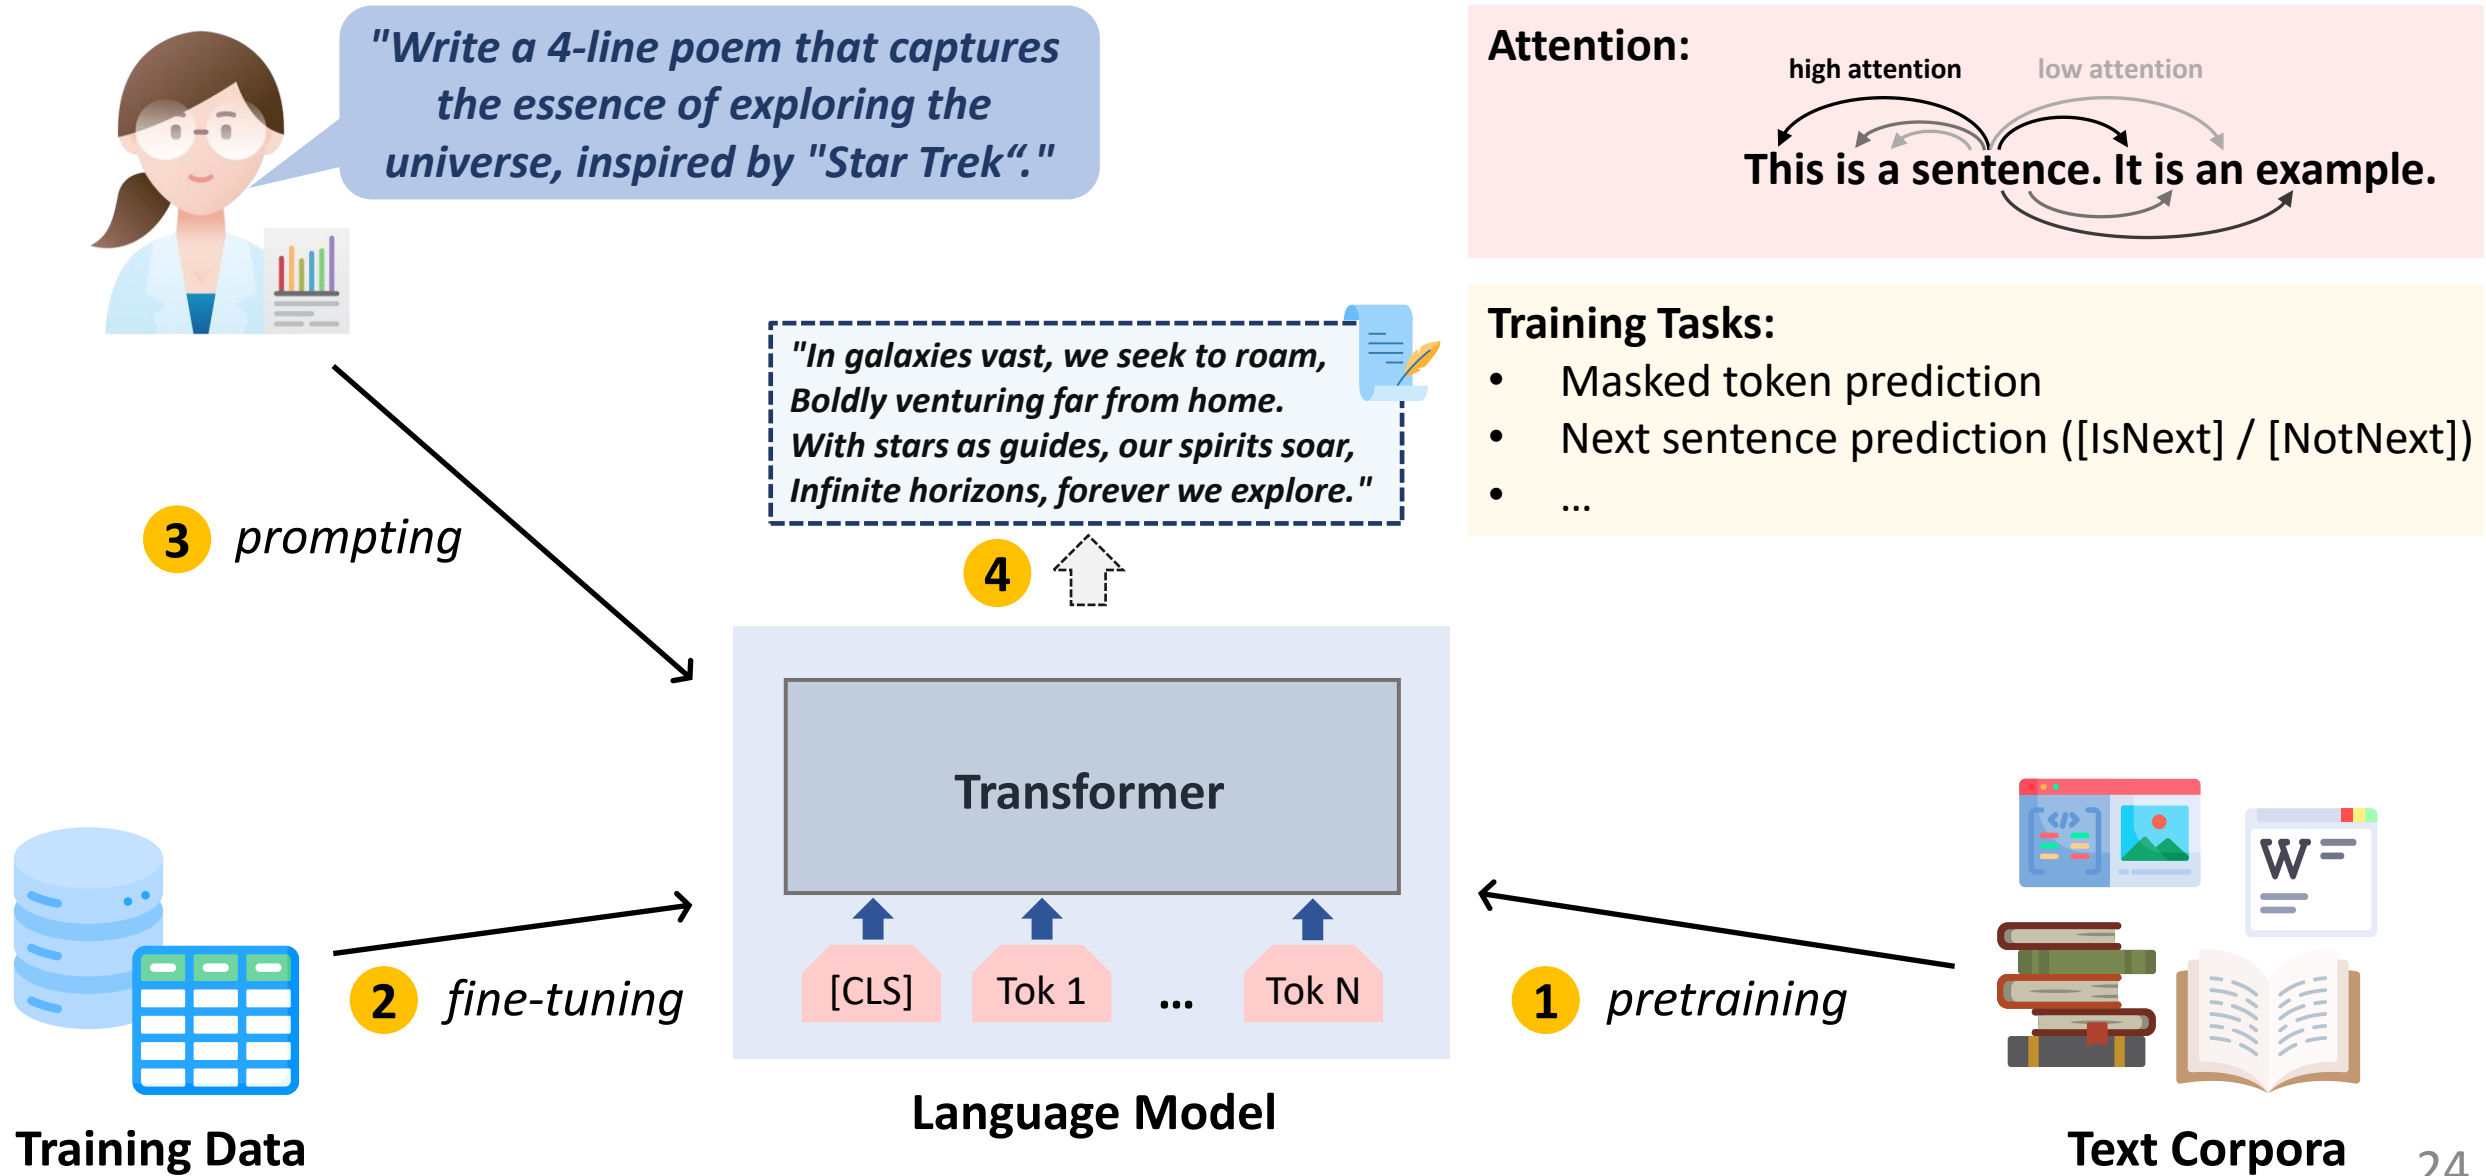 "Write a 4-line poem that captures
the essence of exploring the
universe, inspired by "Star Trek“."
Attention:
high attention
low attention
This is a sentence. It is an example.
Training Tasks:
• Masked token prediction
• Next sentence prediction ([IsNext] / [NotNext])
• ...
"In galaxies vast, we seek to roam,
Boldly venturing far from home.
With stars as guides, our spirits soar,
Infinite horizons, forever we explore."
3 prompting
4
Transformer
[CLS] Tok 1 ... Tok N
2 fine-tuning
1 pretraining
</>
W
Language Model
Training Data
Text Corpora
24